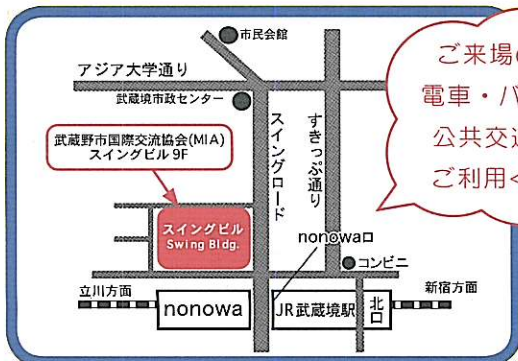 市民会館
アジア大学通り
武蔵境市政センター
武蔵野市国際交流協会(MIA)
スイングビル 9F
スイングロード
すきっぷ通り
スイングビル
Swing Bldg.
nonowa口
コンビニ
立川方面
nonowa
JR武蔵境駅
北口
新宿方面
ご来場
電車・バ
公共交
ご利用